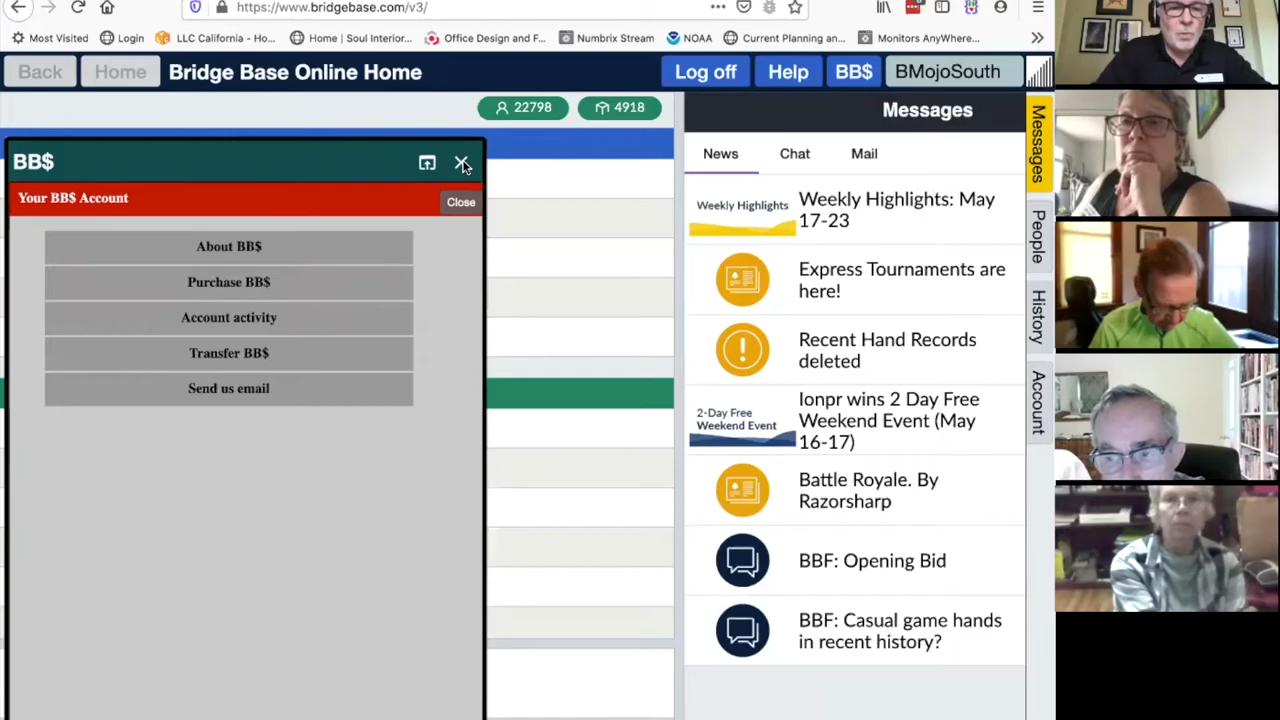 https://www.bridgebase.com/v3/
Most Visited
Login
LLC California - Ho...
Home | Soul Interior...
Office Design and F...
Numbrix Stream
NOAA
Current Planning an...
Monitors AnyWhere...
Back
Home
Bridge Base Online Home
Log off
Help
BB$
BMojoSouth
22798
4918
Messages
News
Chat
Mail
BB$
Your BB$ Account
Close
About BB$
Purchase BB$
Account activity
Transfer BB$
Send us email
Weekly Highlights
Weekly Highlights: May
17-23
Express Tournaments are
here!
Recent Hand Records
deleted
2-Day Free
Weekend Event
Ionpr wins 2 Day Free
Weekend Event (May
16-17)
Battle Royale. By
Razorsharp
BBF: Opening Bid
BBF: Casual game hands
in recent history?
Messages
People
History
Account